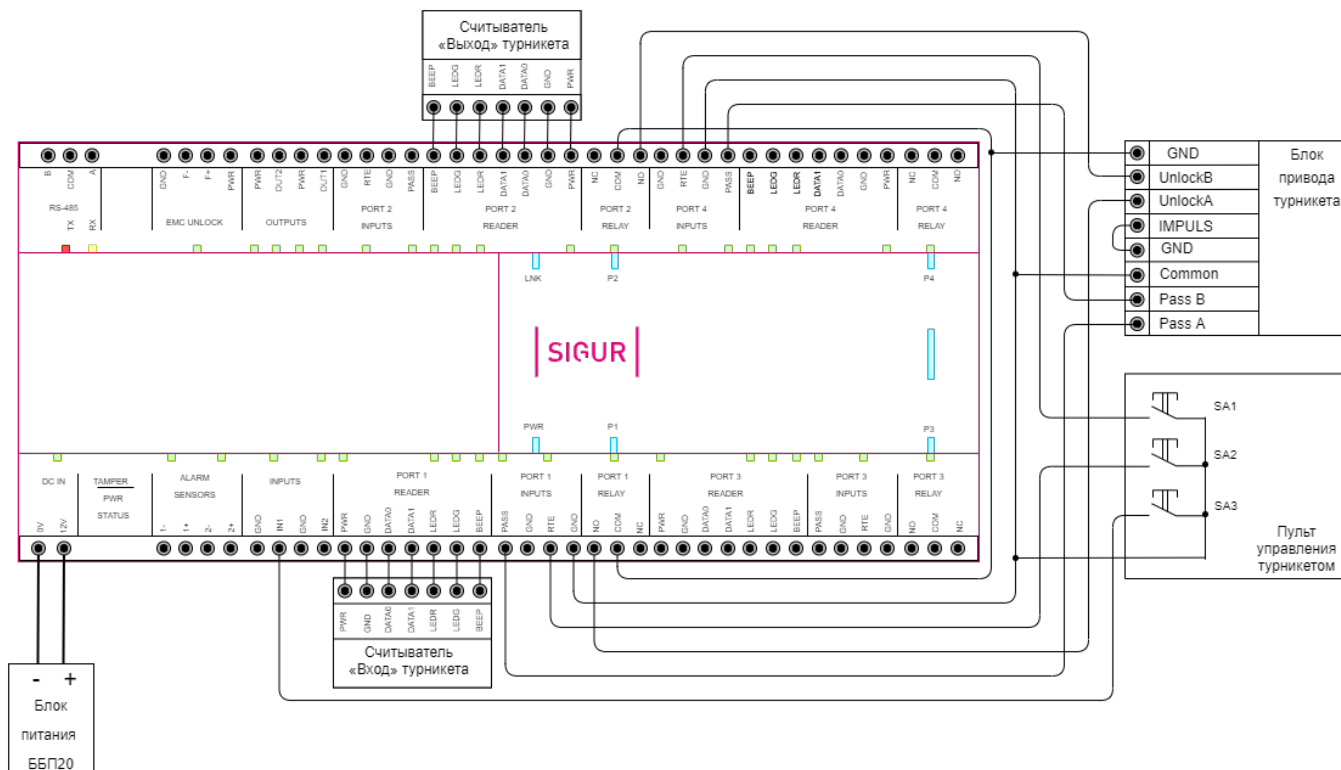 Считыватель
«Выход» турникета
BEEP
LEDG
LEDR
DATA1
DATA0
GND
PWR
B
COM
A
GND
F-
F+
PWR
PWR
OUT2
PWR
OUT1
GND
RTE
GND
PASS
BEEP
LEDG
LEDR
DATA1
DATA0
GND
PWR
NC
COM
NO
GND
RTE
GND
PASS
BEEP
LEDG
LEDR
DATA1
DATA0
GND
PWR
NC
COM
NO
RS-485
TX
RX
EMC UNLOCK
OUTPUTS
PORT 2
INPUTS
PORT 2
READER
PORT 2
RELAY
PORT 4
INPUTS
PORT 4
READER
PORT 4
RELAY
LNK
P2
P4
SIGUR
PWR
P1
P3
DC IN
TAMPER
PWR
STATUS
ALARM
SENSORS
INPUTS
PORT 1
READER
PORT 1
INPUTS
PORT 1
RELAY
PORT 3
READER
PORT 3
INPUTS
PORT 3
RELAY
0V
12V
1-
1+
2-
2+
GND
IN1
GND
IN2
PWR
GND
DATA0
DATA1
LEDR
LEDG
BEEP
PASS
GND
RTE
GND
NO
COM
NC
PWR
GND
DATA0
DATA1
LEDR
LEDG
BEEP
PASS
GND
RTE
GND
NO
COM
NC
PWR
GND
DATA0
DATA1
LEDR
LEDG
BEEP
Считыватель
«Вход» турникета
- +
Блок
питания
ББП20
GND
UnlockB
UnlockA
IMPULS
GND
Common
Pass B
Pass A
Блок
привода
турникета
SA1
SA2
SA3
Пульт
управления
турникетом